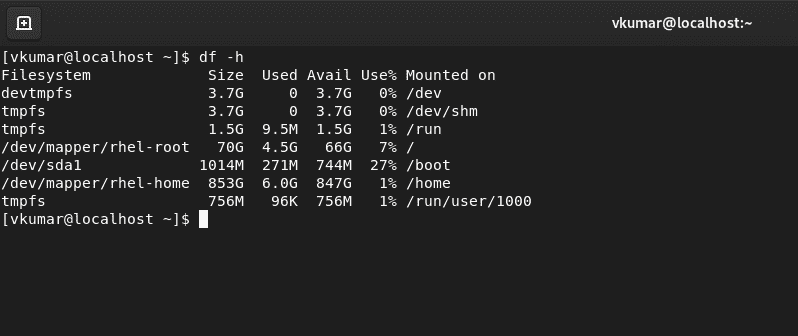 vkumar@localhost:~
[vkumar@localhost ~]$ df -h
Filesystem             Size  Used Avail Use% Mounted on
devtmpfs               3.7G     0  3.7G   0% /dev
tmpfs                  3.7G     0  3.7G   0% /dev/shm
tmpfs                  1.5G  9.5M  1.5G   1% /run
/dev/mapper/rhel-root   70G  4.5G   66G   7% /
/dev/sda1             1014M  271M  744M  27% /boot
/dev/mapper/rhel-home  853G  6.0G  847G   1% /home
tmpfs                  756M   96K  756M   1% /run/user/1000
[vkumar@localhost ~]$